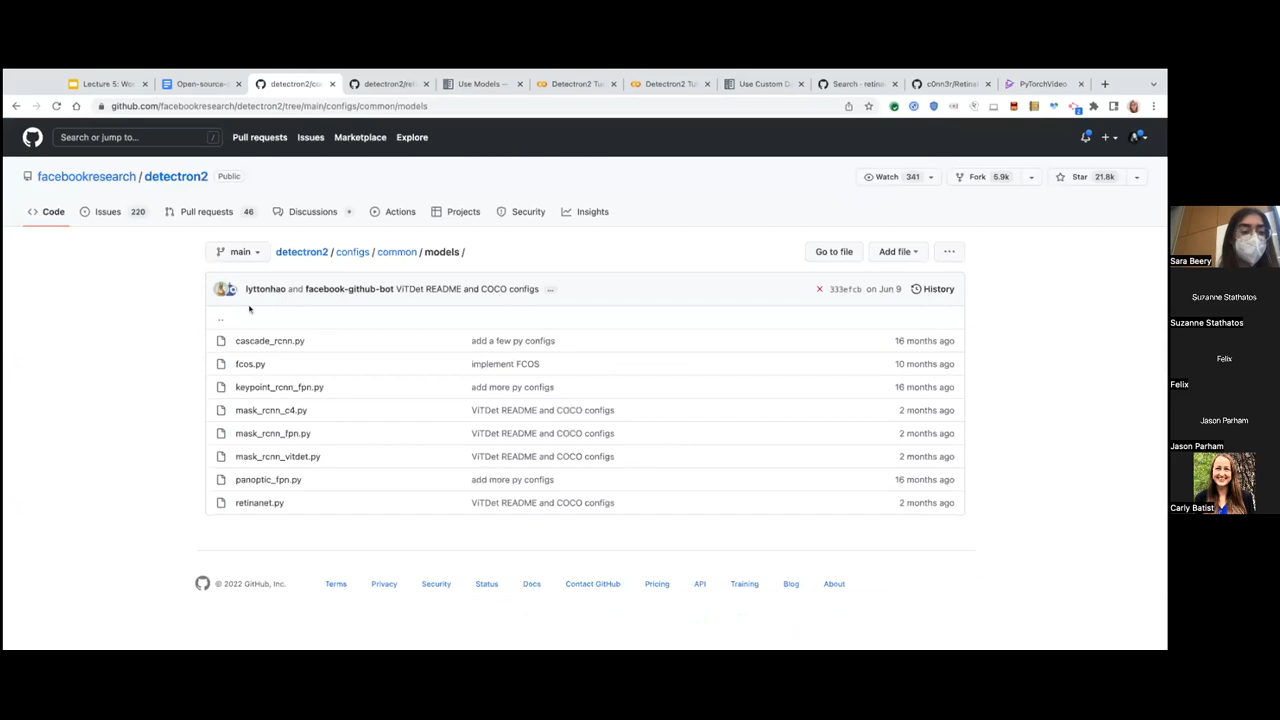 Lecture 5: Wo
Open-source-
detectron2/co
detectron2/ret
Use Models —
Detectron2 Tu
Detectron2 Tu
Use Custom D
Search · retina
c0nn3r/Retina
PyTorchVideo
github.com/facebookresearch/detectron2/tree/main/configs/common/models
Search or jump to...
/
Pull requests
Issues
Marketplace
Explore
facebookresearch / detectron2
Public
Watch 341
Fork 5.9k
Star 21.8k
Code
Issues 220
Pull requests 46
Discussions
Actions
Projects
Security
Insights
main
detectron2 / configs / common / models /
Go to file
Add file
lyttonhao and facebook-github-bot ViTDet README and COCO configs ...
333efcb on Jun 9
History
..
cascade_rcnn.py add a few py configs 16 months ago
fcos.py implement FCOS 10 months ago
keypoint_rcnn_fpn.py add more py configs 16 months ago
mask_rcnn_c4.py ViTDet README and COCO configs 2 months ago
mask_rcnn_fpn.py ViTDet README and COCO configs 2 months ago
mask_rcnn_vitdet.py ViTDet README and COCO configs 2 months ago
panoptic_fpn.py add more py configs 16 months ago
retinanet.py ViTDet README and COCO configs 2 months ago
© 2022 GitHub, Inc.
Terms
Privacy
Security
Status
Docs
Contact GitHub
Pricing
API
Training
Blog
About
Sara Beery
Suzanne Stathatos
Suzanne Stathatos
Felix
Felix
Jason Parham
Jason Parham
Carly Batist